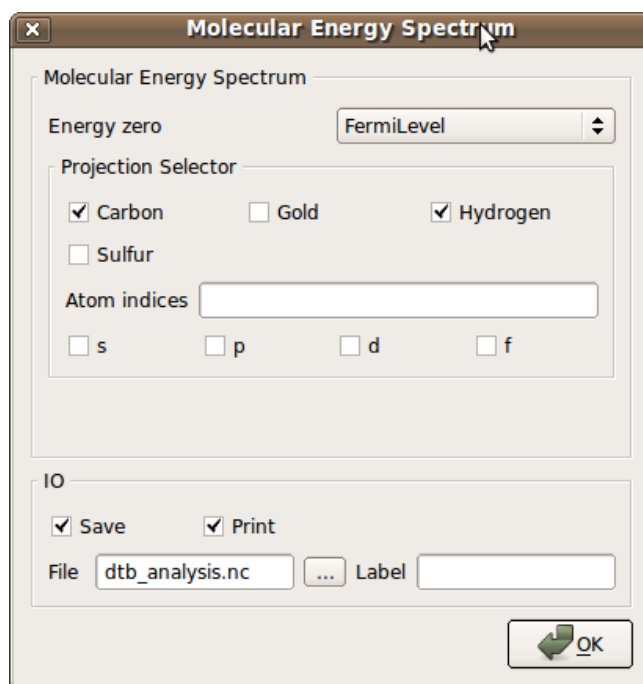 Molecular Energy Spectrum
Molecular Energy Spectrum
Energy zero FermiLevel
Projection Selector
Carbon Gold Hydrogen
Sulfur
Atom indices
s p d f
IO
Save Print
File dtb_analysis.nc ... Label
OK